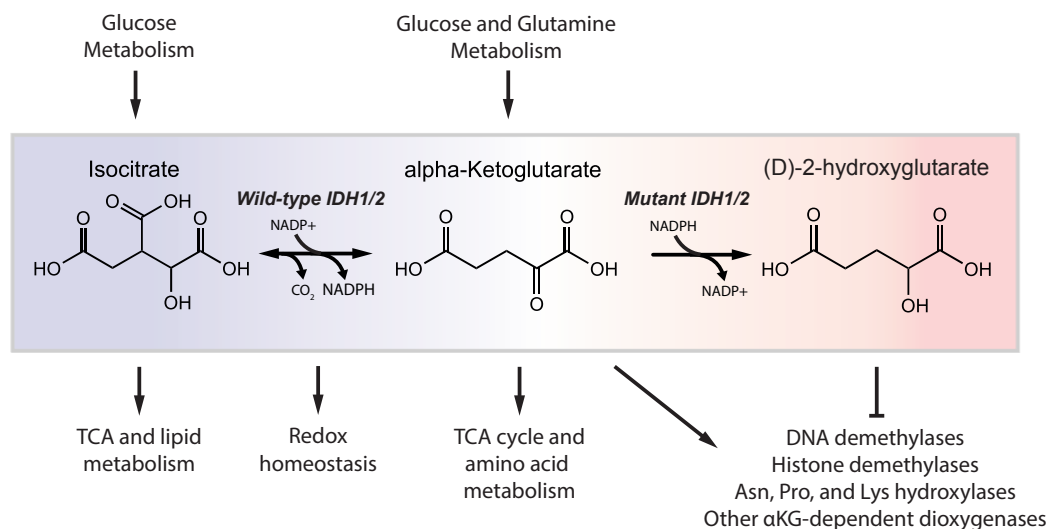 Glucose
Metabolism
Glucose and Glutamine
Metabolism
Isocitrate
alpha-Ketoglutarate
(D)-2-hydroxyglutarate
Wild-type IDH1/2
Mutant IDH1/2
NADP+
CO2
NADPH
NADPH
NADP+
O
O
OH
O
HO
OH
OH
O
O
HO
OH
O
O
O
HO
OH
OH
TCA and lipid
metabolism
Redox
homeostasis
TCA cycle and
amino acid
metabolism
DNA demethylases
Histone demethylases
Asn, Pro, and Lys hydroxylases
Other αKG-dependent dioxygenases